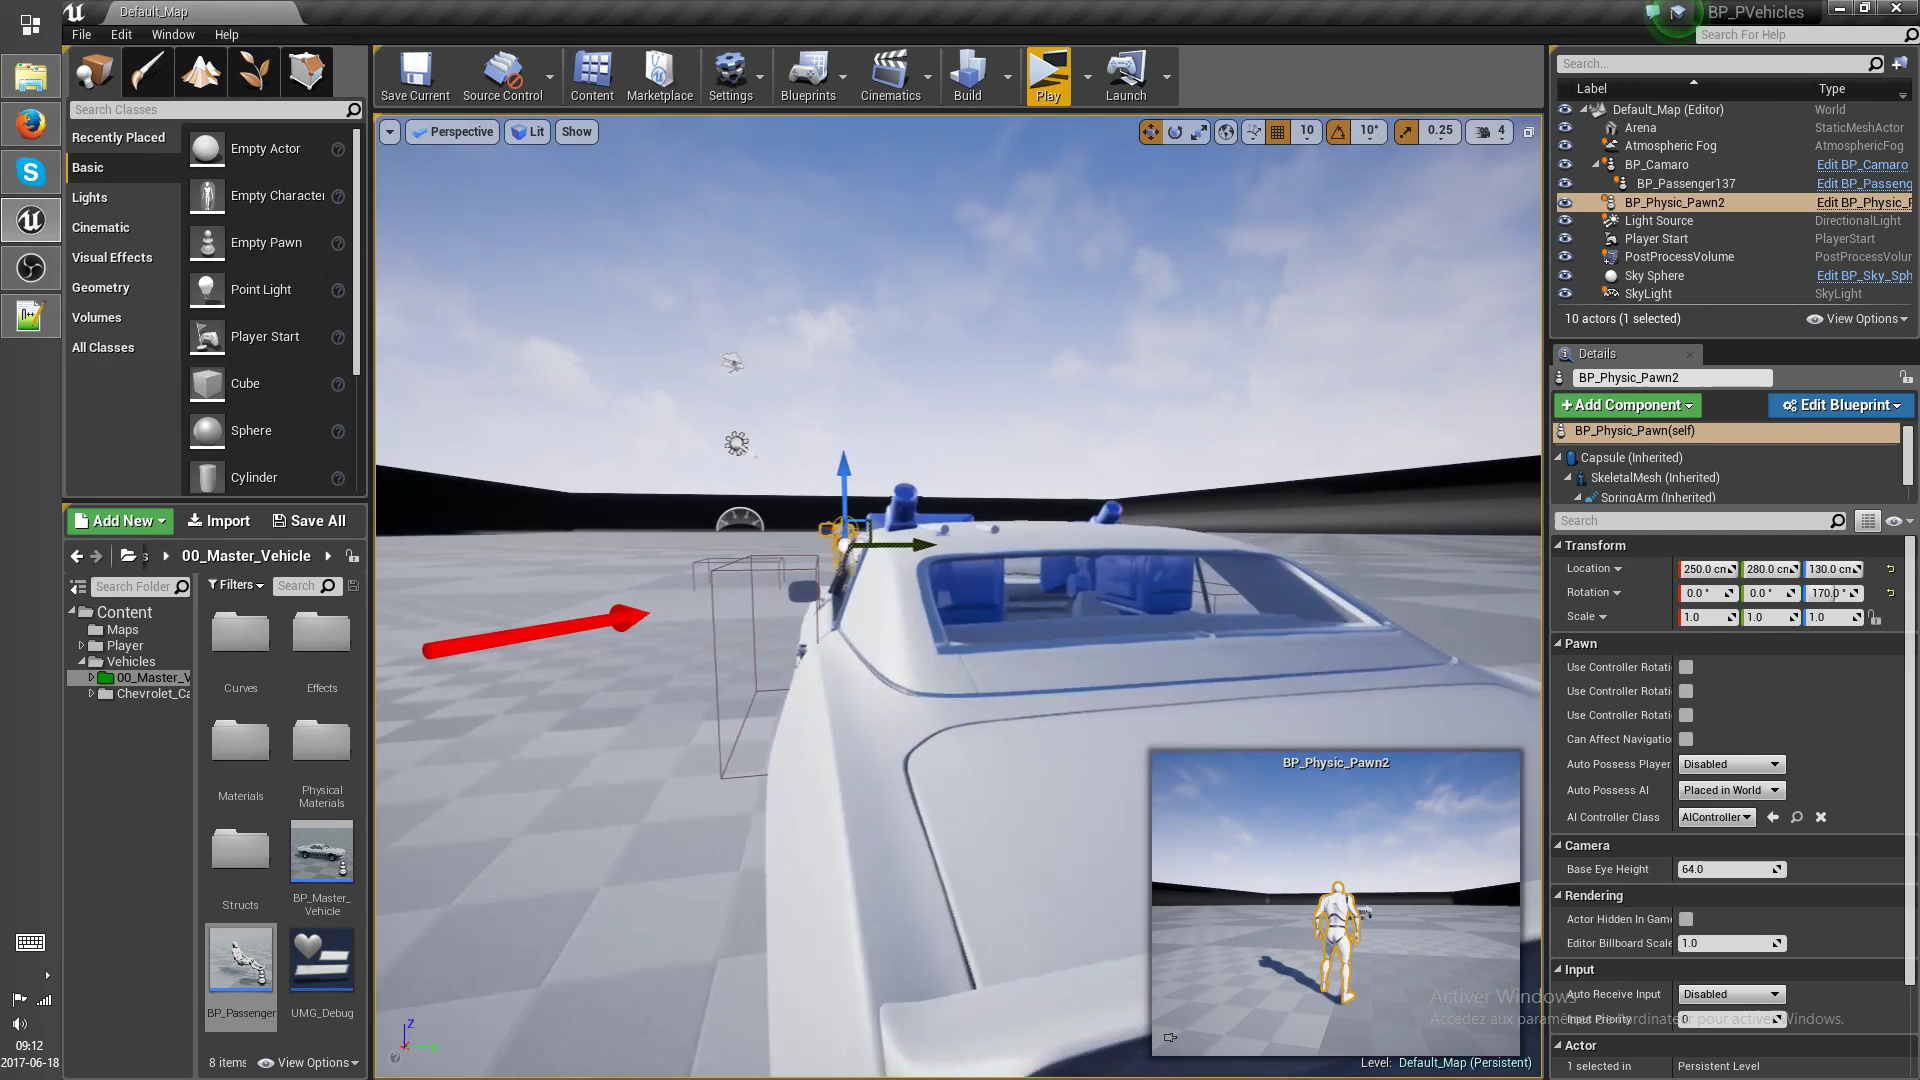 Default_Map
BP_PVehicles
File Edit Window Help
Search For Help
Search Classes
Recently Placed
Basic
Lights
Cinematic
Visual Effects
Geometry
Volumes
All Classes
Empty Actor
Empty Character
Empty Pawn
Point Light
Player Start
Cube
Sphere
Cylinder
Save Current
Source Control
Content
Marketplace
Settings
Blueprints
Cinematics
Build
Play
Launch
Perspective
Lit
Show
10
10°
0.25
4
Search...
Label Type
Default_Map (Editor) World
Arena StaticMeshActor
Atmospheric Fog AtmosphericFog
BP_Camaro Edit BP_Camaro
BP_Passenger137 Edit BP_Passeng
BP_Physic_Pawn2 Edit BP_Physic_P
Light Source DirectionalLight
Player Start PlayerStart
PostProcessVolume PostProcessVolur
Sky Sphere Edit BP_Sky_Sph
SkyLight SkyLight
10 actors (1 selected)
View Options
Details
BP_Physic_Pawn2
+Add Component
Edit Blueprint
BP_Physic_Pawn(self)
Capsule (Inherited)
SkeletalMesh (Inherited)
SpringArm (Inherited)
Search
Transform
Location 250.0 cm 280.0 cm 130.0 cm
Rotation 0.0 ° 0.0 ° 170.0 °
Scale 1.0 1.0 1.0
Pawn
Use Controller Rotati
Use Controller Rotati
Use Controller Rotati
Can Affect Navigatio
Auto Possess Player Disabled
Auto Possess AI Placed in World
AI Controller Class AIController
Camera
Base Eye Height 64.0
Rendering
Actor Hidden In Game
Editor Billboard Scale 1.0
Input
Auto Receive Input Disabled
Input Priority 0
Actor
1 selected in Persistent Level
Activer Windows
Accédez aux paramètres de l'ordinateur pour activer Windows.
Add New
Import
Save All
00_Master_Vehicle
Search Folder
Filters
Search
Content
Maps
Player
Vehicles
00_Master_V
Chevrolet_Ca
Curves
Effects
Materials
Physical
Materials
Structs
BP_Master_
Vehicle
BP_Passenger
UMG_Debug
8 items
View Options
BP_Physic_Pawn2
Z
Level: Default_Map (Persistent)
09:12
2017-06-18